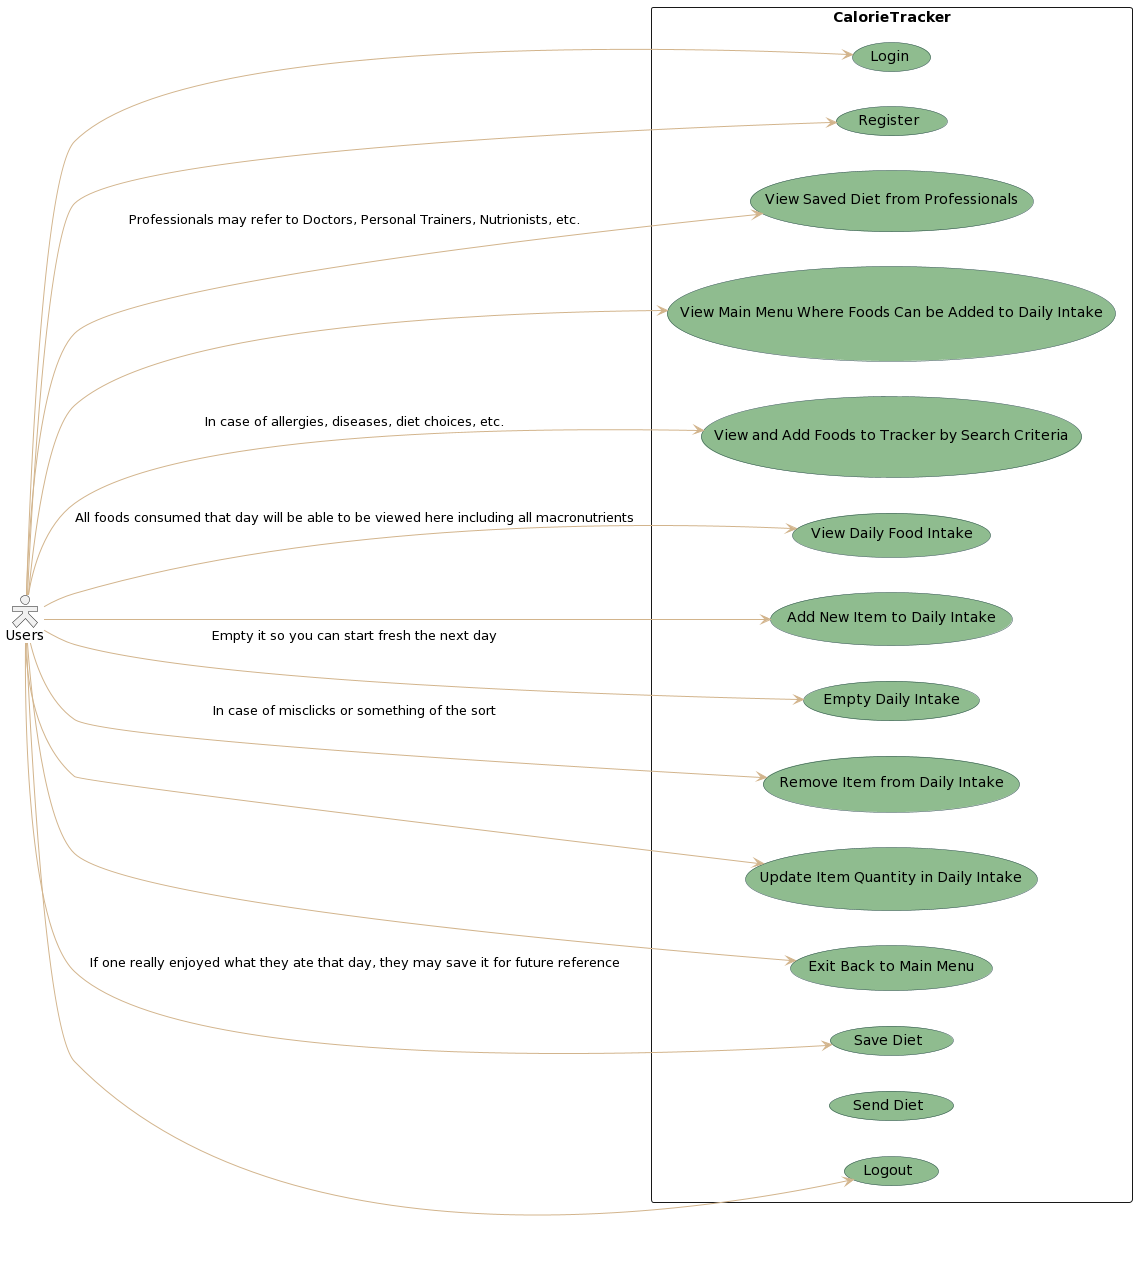 CalorieTracker
Login
Register
View Saved Diet from Professionals
Professionals may refer to Doctors, Personal Trainers, Nutrionists, etc.
View Main Menu Where Foods Can be Added to Daily Intake
In case of allergies, diseases, diet choices, etc.
View and Add Foods to Tracker by Search Criteria
All foods consumed that day will be able to be viewed here including all macronutrients
View Daily Food Intake
Add New Item to Daily Intake
Users
Empty it so you can start fresh the next day
Empty Daily Intake
In case of misclicks or something of the sort
Remove Item from Daily Intake
Update Item Quantity in Daily Intake
If one really enjoyed what they ate that day, they may save it for future reference
Exit Back to Main Menu
Save Diet
Send Diet
Logout